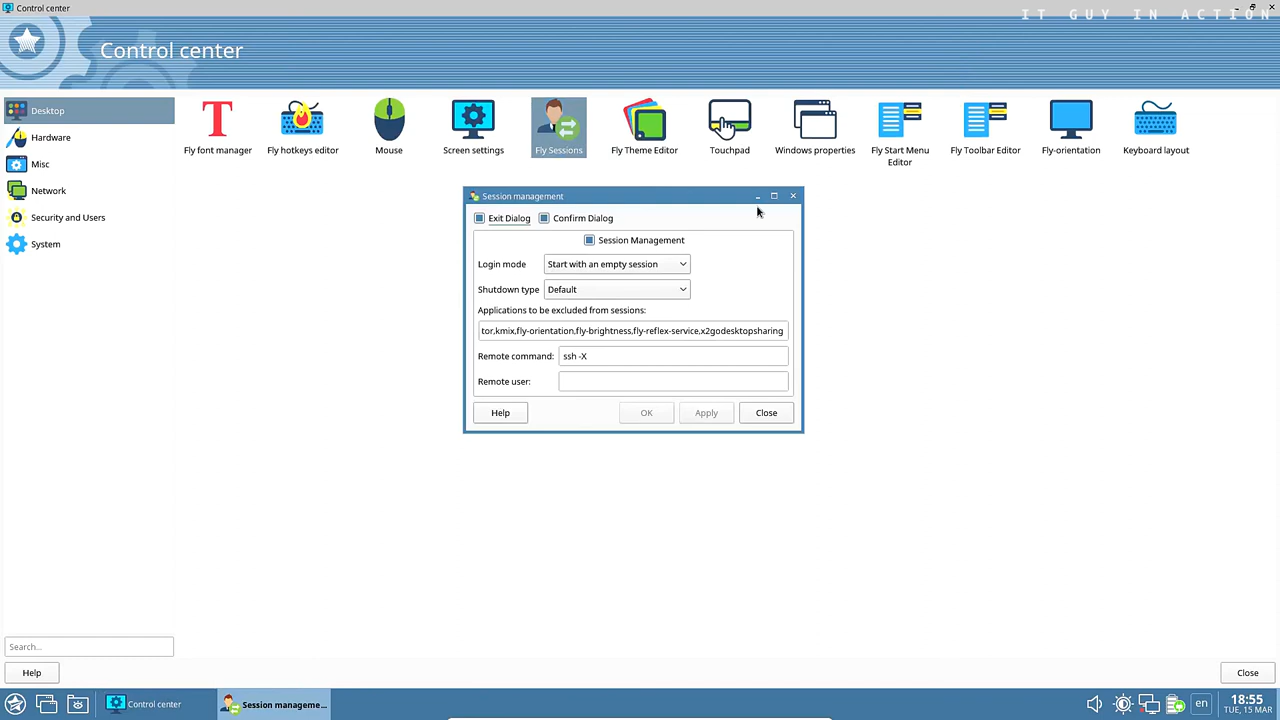 Control center
IT GUY IN ACTION
Control center
Desktop
Hardware
Misc
Network
Security and Users
System
Fly font manager
Fly hotkeys editor
Mouse
Screen settings
Fly Sessions
Fly Theme Editor
Touchpad
Windows properties
Fly Start Menu
Editor
Fly Toolbar Editor
Fly-orientation
Keyboard layout
Session management
Exit Dialog
Confirm Dialog
Session Management
Login mode
Start with an empty session
Shutdown type
Default
Applications to be excluded from sessions:
tor,kmix,fly-orientation,fly-brightness,fly-reflex-service,x2godesktopsharing
Remote command:
ssh -X
Remote user:
Help
OK
Apply
Close
Search...
Help
Close
Control center
Session manageme...
en
18:55
TUE, 15 MAR